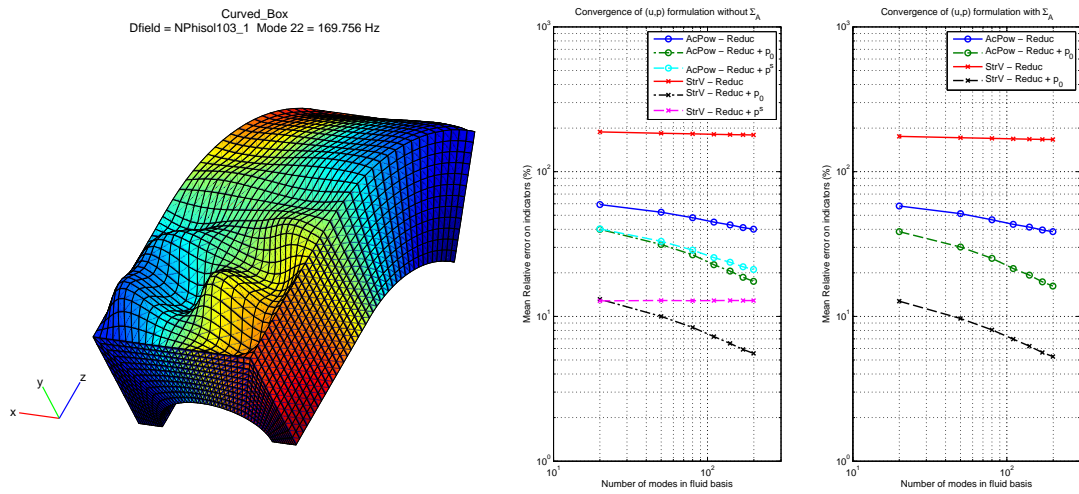 Curved_Box
Dfield = NPhisol103_1 Mode 22 = 169.756 Hz
x
y
z
Convergence of (u,p) formulation without Σ_A
Mean Relative error on indicators (%)
10^3
10^2
10^1
10^0
10^1
10^2
Number of modes in fluid basis
AcPow – Reduc
AcPow – Reduc + p_0
AcPow – Reduc + p^s
StrV – Reduc
StrV – Reduc + p_0
StrV – Reduc + p^s
Convergence of (u,p) formulation with Σ_A
Mean Relative error on indicators (%)
10^3
10^2
10^1
10^0
10^1
10^2
Number of modes in fluid basis
AcPow – Reduc
AcPow – Reduc + p_0
StrV – Reduc
StrV – Reduc + p_0